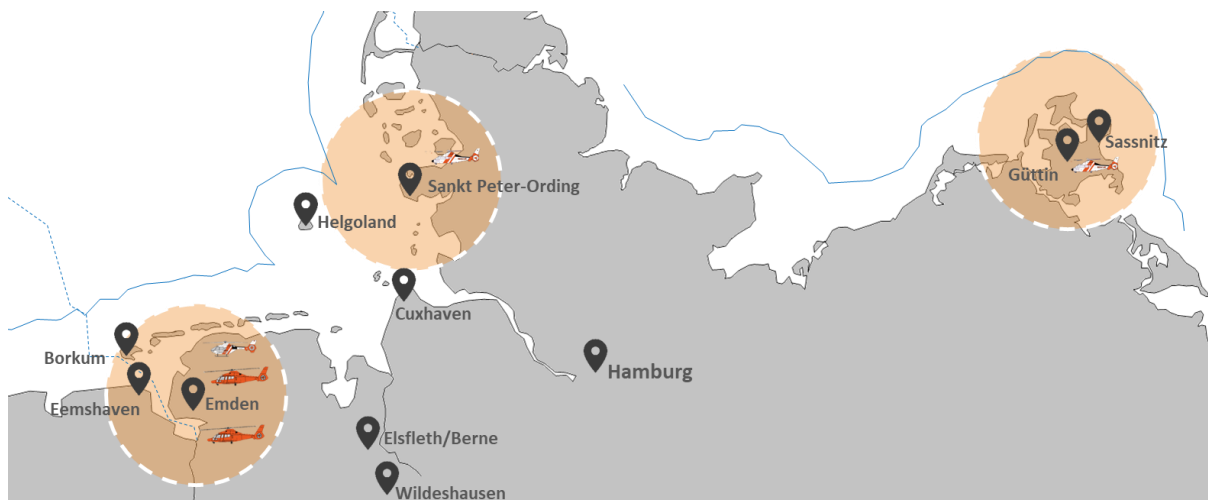 Sassnitz
Güttin
Sankt Peter-Ording
Helgoland
Cuxhaven
Borkum
Hamburg
Eemshaven
Emden
Elsfleth/Berne
Wildeshausen